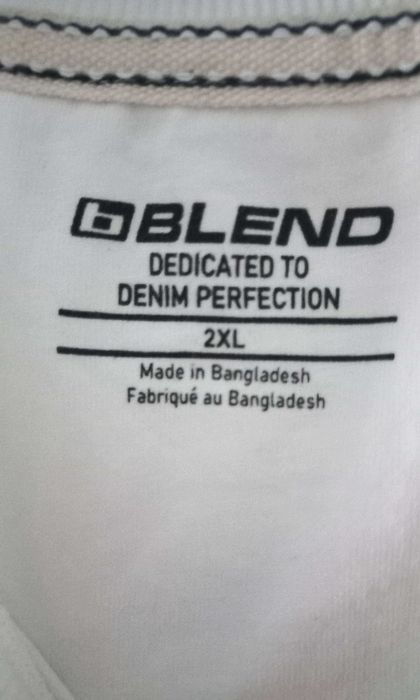 BLEND
DEDICATED TO
DENIM PERFECTION
2XL
Made in Bangladesh
Fabriqué au Bangladesh